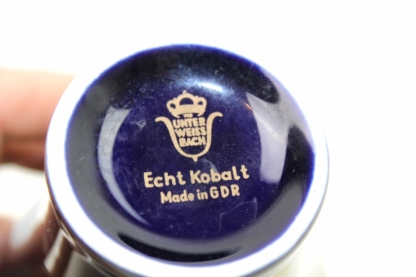 UNTER
WEISS
BACH
Echt Kobalt
Made in GDR